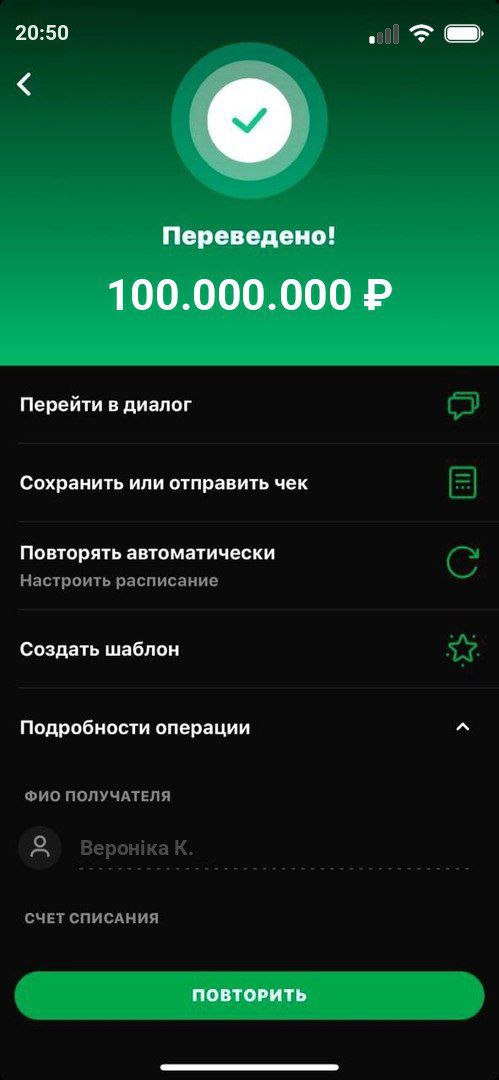 20:50
Переведено!
100.000.000 ₽
Перейти в диалог
Сохранить или отправить чек
Повторять автоматически
Настроить расписание
Создать шаблон
Подробности операции
ФИО ПОЛУЧАТЕЛЯ
Вероніка К.
СЧЕТ СПИСАНИЯ
ПОВТОРИТЬ